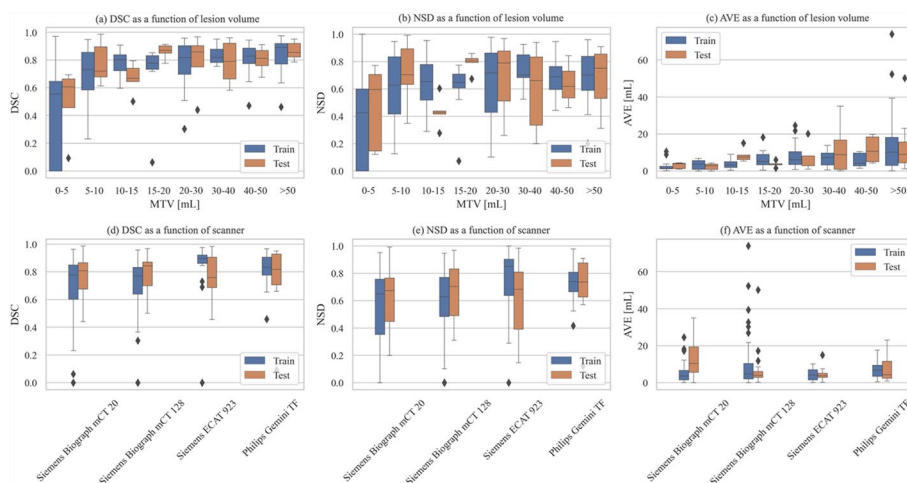 (a) DSC as a function of lesion volume
(b) NSD as a function of lesion volume
(c) AVE as a function of lesion volume
1.0
0.8
0.6
0.4
0.2
0.0
DSC
Train
Test
0-5
5-10
10-15
15-20
20-30
30-40
40-50
>50
MTV [mL]
1.0
0.8
0.6
0.4
0.2
0.0
NSD
Train
Test
0-5
5-10
10-15
15-20
20-30
30-40
40-50
>50
MTV [mL]
60
40
20
0
AVE [mL]
Train
Test
0-5
5-10
10-15
15-20
20-30
30-40
40-50
>50
MTV [mL]
(d) DSC as a function of scanner
(e) NSD as a function of scanner
(f) AVE as a function of scanner
1.0
0.8
0.6
0.4
0.2
0.0
DSC
Train
Test
Siemens Biograph mCT 20
Siemens Biograph mCT 128
Siemens ECAT 923
Philips Gemini TF
1.0
0.8
0.6
0.4
0.2
0.0
NSD
Train
Test
Siemens Biograph mCT 20
Siemens Biograph mCT 128
Siemens ECAT 923
Philips Gemini TF
60
40
20
0
AVE [mL]
Train
Test
Siemens Biograph mCT 20
Siemens Biograph mCT 128
Siemens ECAT 923
Philips Gemini TF